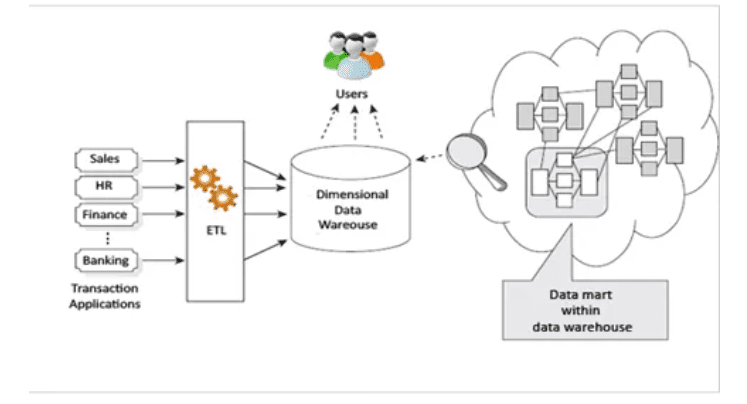 Users
Sales
HR
Finance
Banking
Transaction
Applications
ETL
Dimensional
Data
Wareouse
Data mart
within
data warehouse